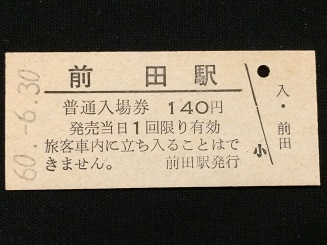 前田駅
普通入場券 140円
発売当日1回限り有効
旅客車内に立ち入ることはで
きません。 前田駅発行
60.-6.30
入・前田
小